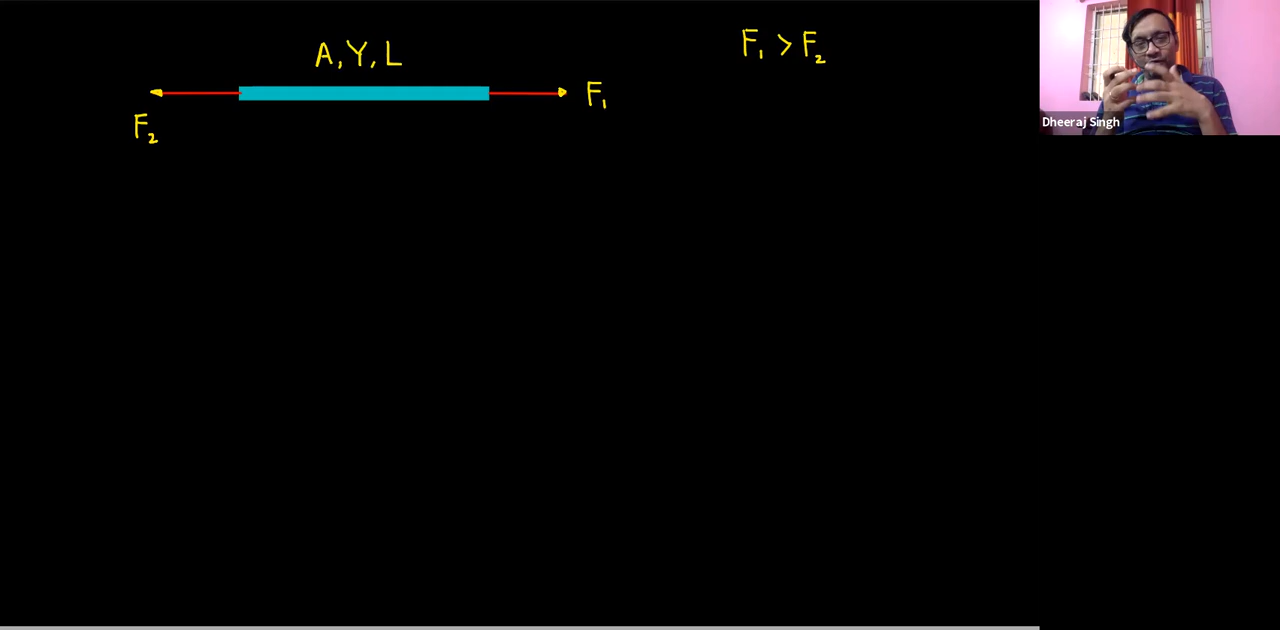 A, Y, L
F₁ > F₂
F₁
F₂
Dheeraj Singh